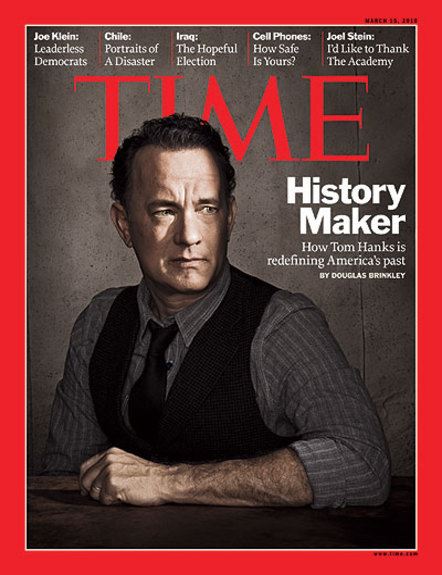 MARCH 15, 2010
Joe Klein:
Leaderless
Democrats
Chile:
Portraits of
A Disaster
Iraq:
The Hopeful
Election
Cell Phones:
How Safe
Is Yours?
Joel Stein:
I'd Like to Thank
The Academy
TIME
History
Maker
How Tom Hanks is
redefining America's past
BY DOUGLAS BRINKLEY
www.time.com